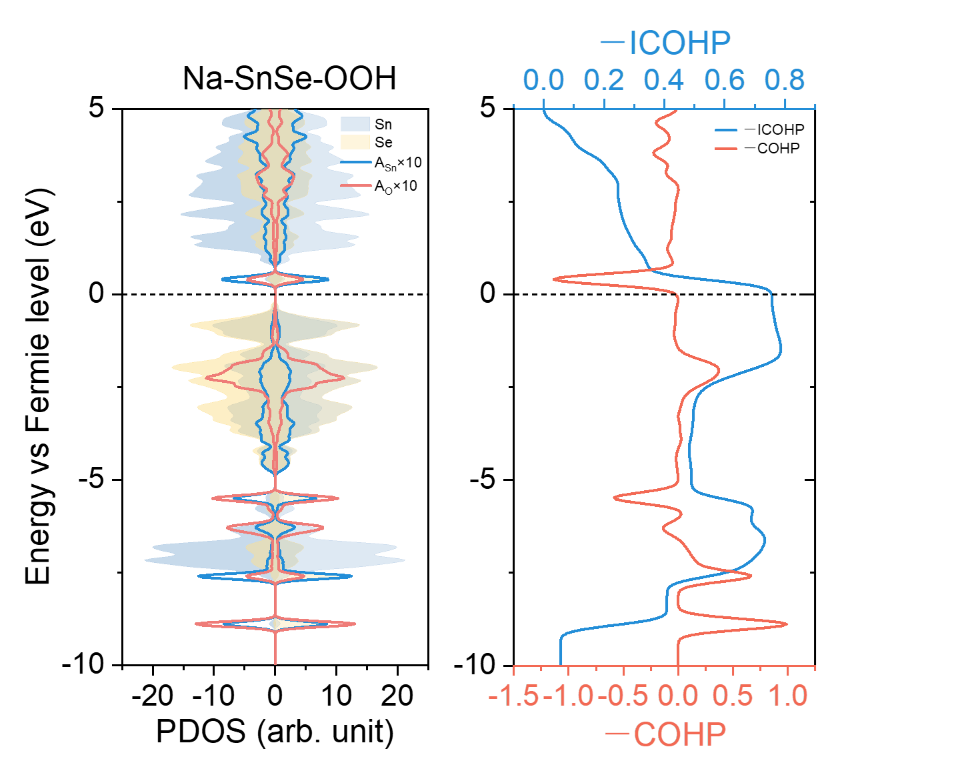 Na-SnSe-OOH
Sn
Se
A_Sn×10
A_O×10
5
0
-5
-10
Energy vs Fermie level (eV)
-20 -10 0 10 20
PDOS (arb. unit)
—ICOHP
0.0 0.2 0.4 0.6 0.8
—ICOHP
—COHP
5
0
-5
-10
-1.5 -1.0 -0.5 0.0 0.5 1.0
—COHP